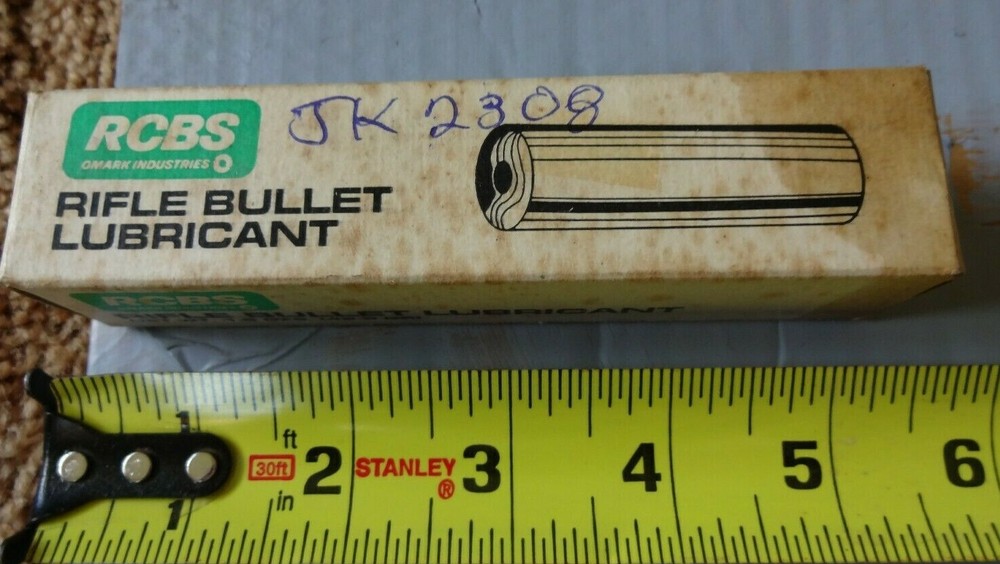 RCBS
OMARK INDUSTRIES
JK 2308
RIFLE BULLET
LUBRICANT
RCBS
RIFLE BULLET LUBRICANT
1 ft 30ft 2 STANLEY ® 3 4 5 6
1 in